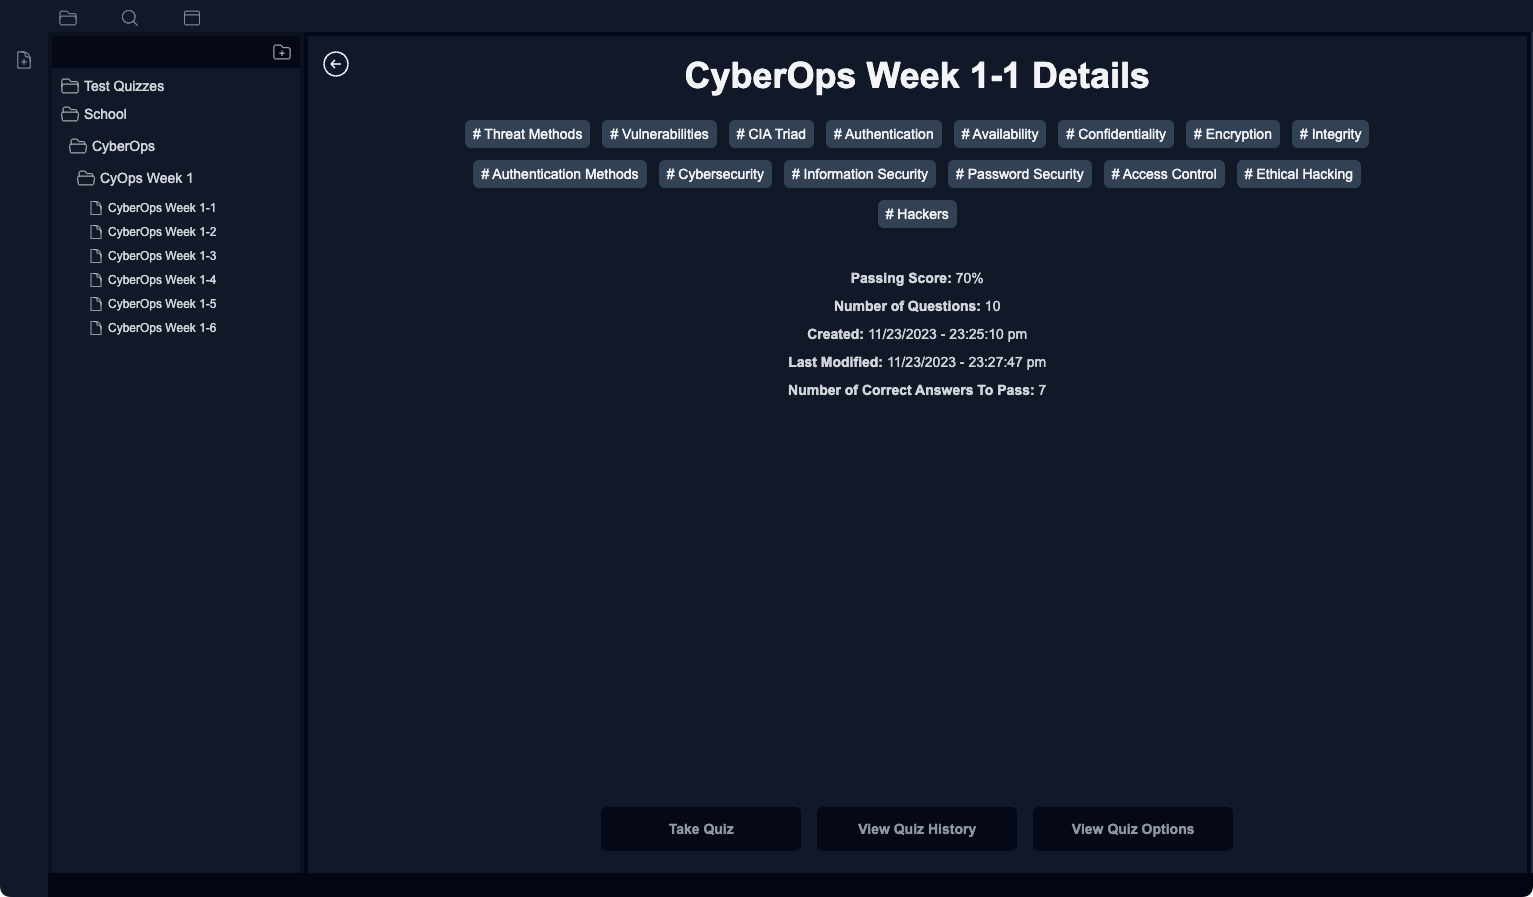 Test Quizzes
School
CyberOps
CyOps Week 1
CyberOps Week 1-1
CyberOps Week 1-2
CyberOps Week 1-3
CyberOps Week 1-4
CyberOps Week 1-5
CyberOps Week 1-6
CyberOps Week 1-1 Details
# Threat Methods # Vulnerabilities # CIA Triad # Authentication # Availability # Confidentiality # Encryption # Integrity
# Authentication Methods # Cybersecurity # Information Security # Password Security # Access Control # Ethical Hacking
# Hackers
Passing Score: 70%
Number of Questions: 10
Created: 11/23/2023 - 23:25:10 pm
Last Modified: 11/23/2023 - 23:27:47 pm
Number of Correct Answers To Pass: 7
Take Quiz View Quiz History View Quiz Options